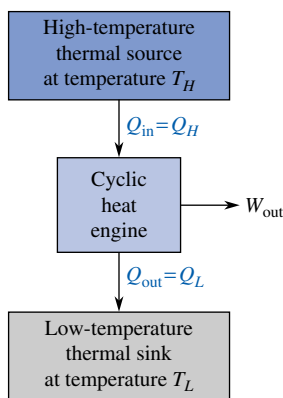 High-temperature
thermal source
at temperature T_H
Q_in = Q_H
Cyclic
heat
engine
W_out
Q_out = Q_L
Low-temperature
thermal sink
at temperature T_L